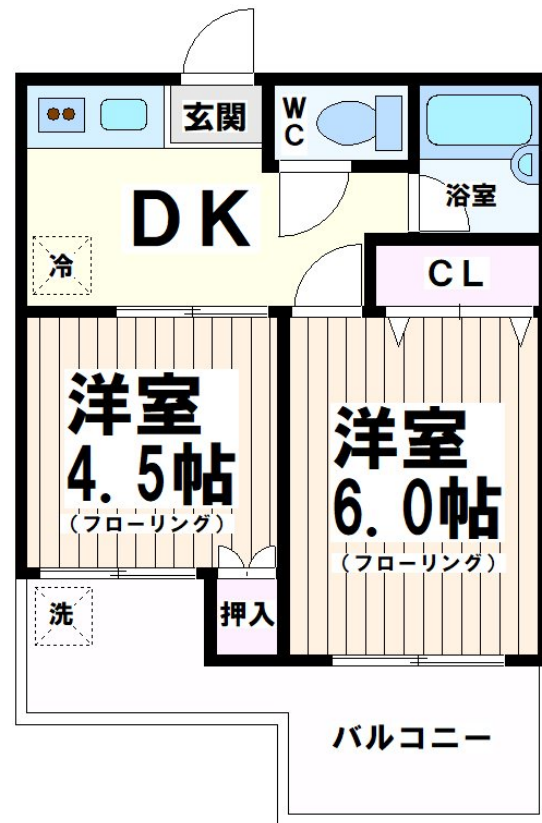 玄関
WC
浴室
DK
冷
CL
洋室
4.5帖
(フローリング)
洋室
6.0帖
(フローリング)
洗
押入
バルコニー